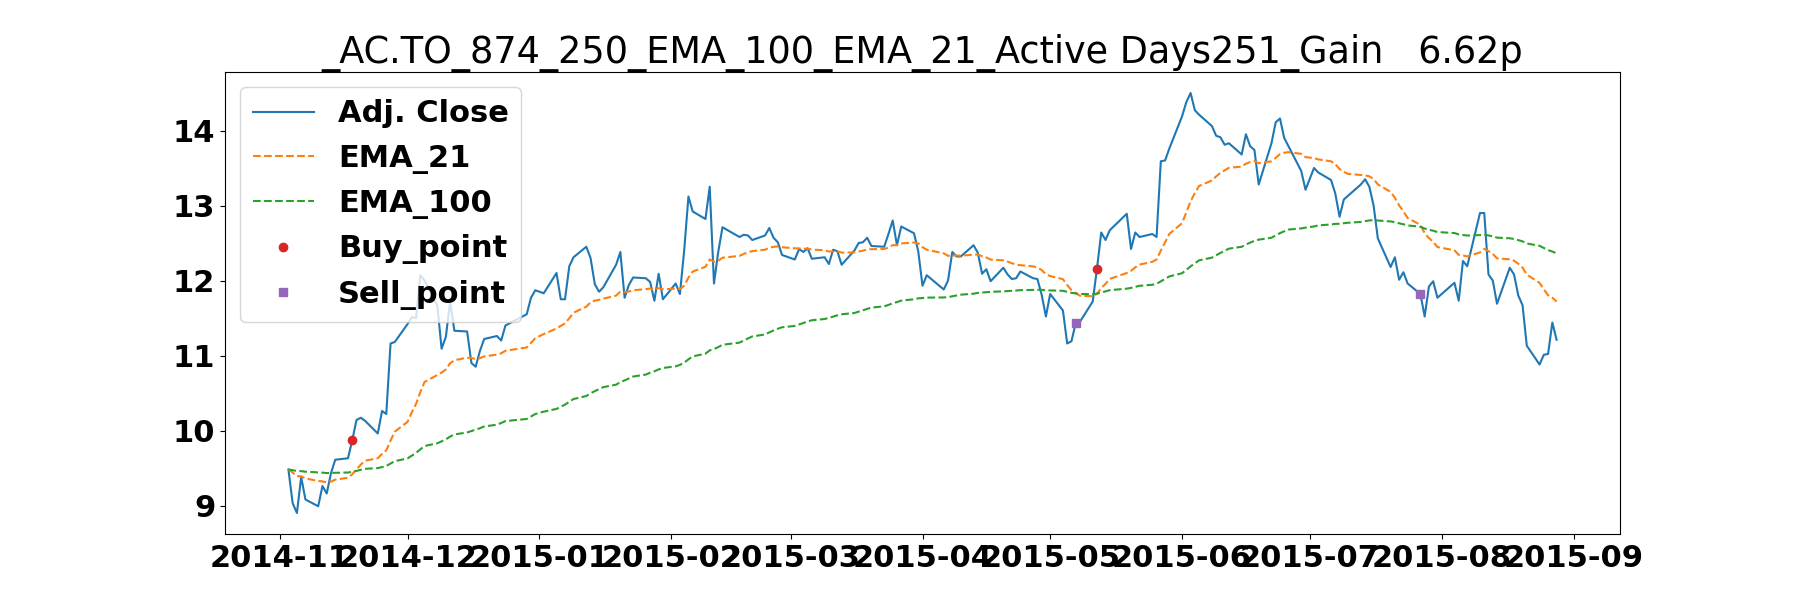 _AC.TO_874_250_EMA_100_EMA_21_Active Days251_Gain   6.62p
Adj. Close
EMA_21
EMA_100
Buy_point
Sell_point
14
13
12
11
10
9
2014-11 2014-12 2015-01 2015-02 2015-03 2015-04 2015-05 2015-06 2015-07 2015-08 2015-09